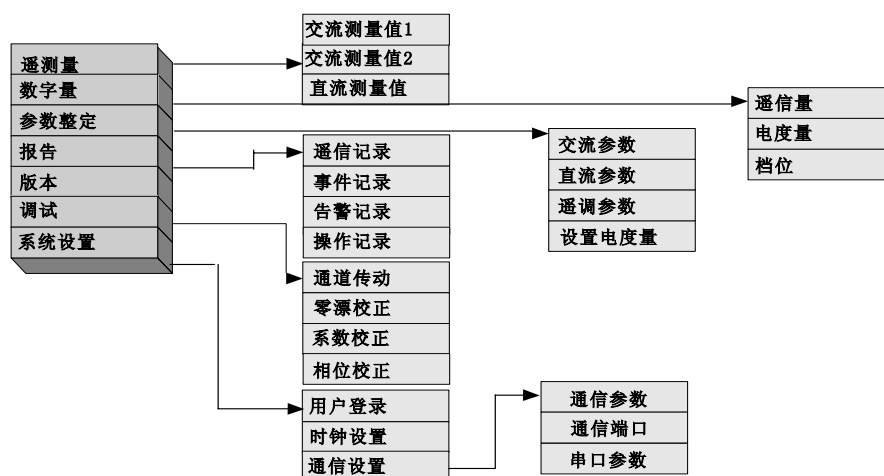 遥测量
数字量
参数整定
报告
版本
调试
系统设置
交流测量值1
交流测量值2
直流测量值
遥信量
电度量
档位
交流参数
直流参数
遥调参数
设置电度量
遥信记录
事件记录
告警记录
操作记录
通道传动
零漂校正
系数校正
相位校正
用户登录
时钟设置
通信设置
通信参数
通信端口
串口参数